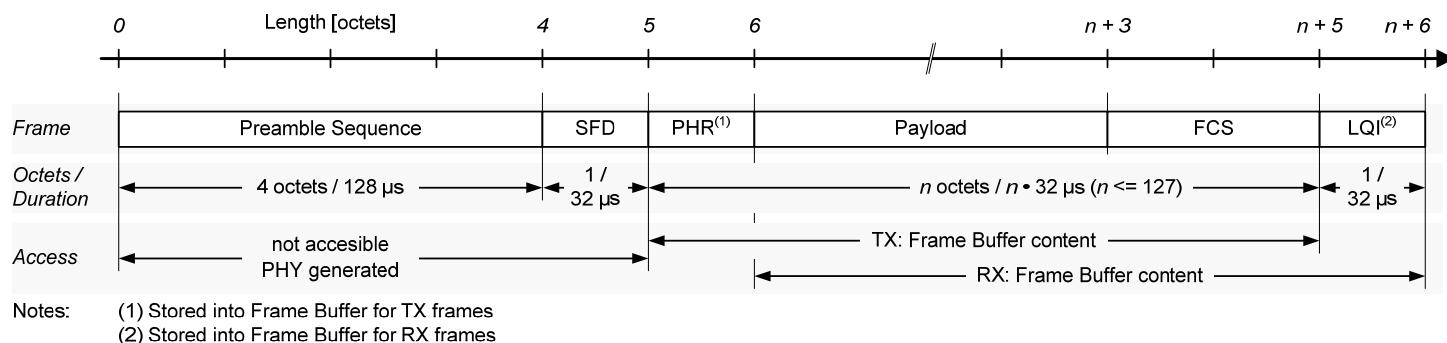 0 Length [octets] 4 5 6 n + 3 n + 5 n + 6
Frame Preamble Sequence SFD PHR(1) Payload FCS LQI(2)
Octets / Duration 4 octets / 128 µs 1 / 32 µs n octets / n • 32 µs (n <= 127) 1 / 32 µs
Access not accesible PHY generated TX: Frame Buffer content
RX: Frame Buffer content
Notes: (1) Stored into Frame Buffer for TX frames
(2) Stored into Frame Buffer for RX frames